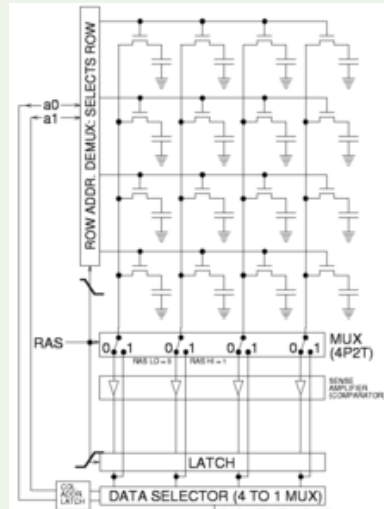 ROW ADDR. DEMUX: SELECTS ROW
a0
a1
RAS
0 1 0 1 0 1 0 1
MUX
(4P2T)
RAS LO = 0 RAS HI = 1
SENSE
AMPLIFIER
(COMPARATOR)
LATCH
COL.
ADDR.
LATCH
DATA SELECTOR (4 TO 1 MUX)